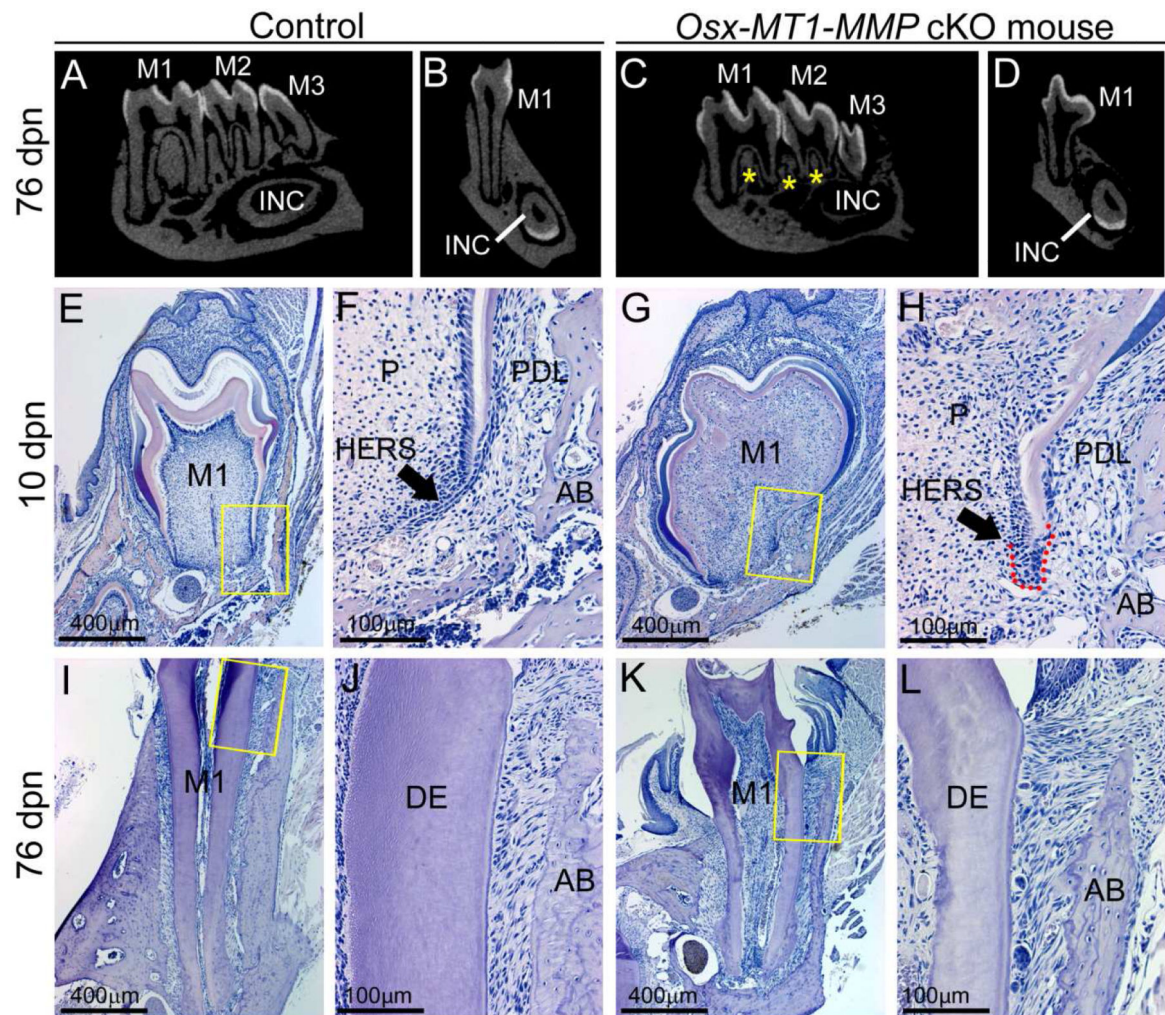 Control
Osx-MT1-MMP cKO mouse
76 dpn
A
M1
M2
M3
INC
B
M1
INC
C
M1
M2
M3
*
*
*
INC
D
M1
INC
10 dpn
E
M1
400μm
F
P
PDL
HERS
AB
100μm
G
M1
400μm
H
P
PDL
HERS
AB
100μm
76 dpn
I
M1
400μm
J
DE
AB
100μm
K
M1
400μm
L
DE
AB
100μm